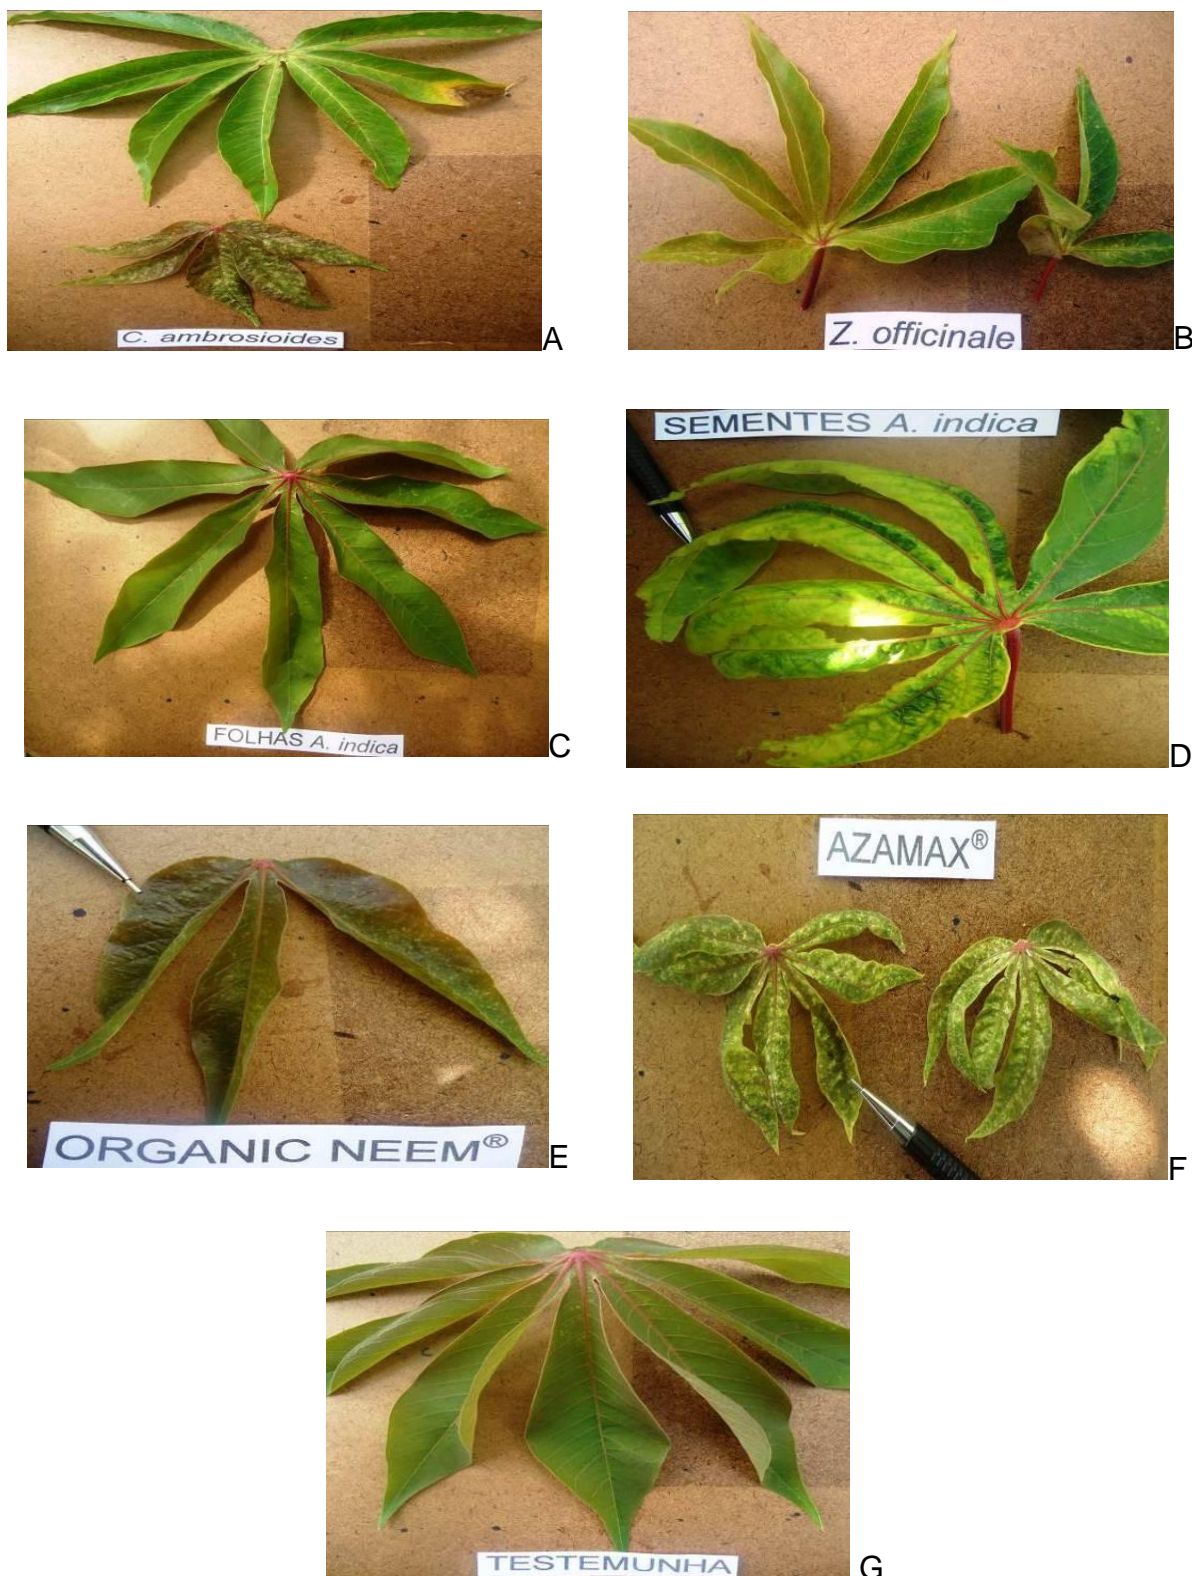 C. ambrosioides
A
Z. officinale
B
FOLHAS A. indica
C
SEMENTES A. indica
D
ORGANIC NEEM®
E
AZAMAX®
F
TESTEMUNHA
G